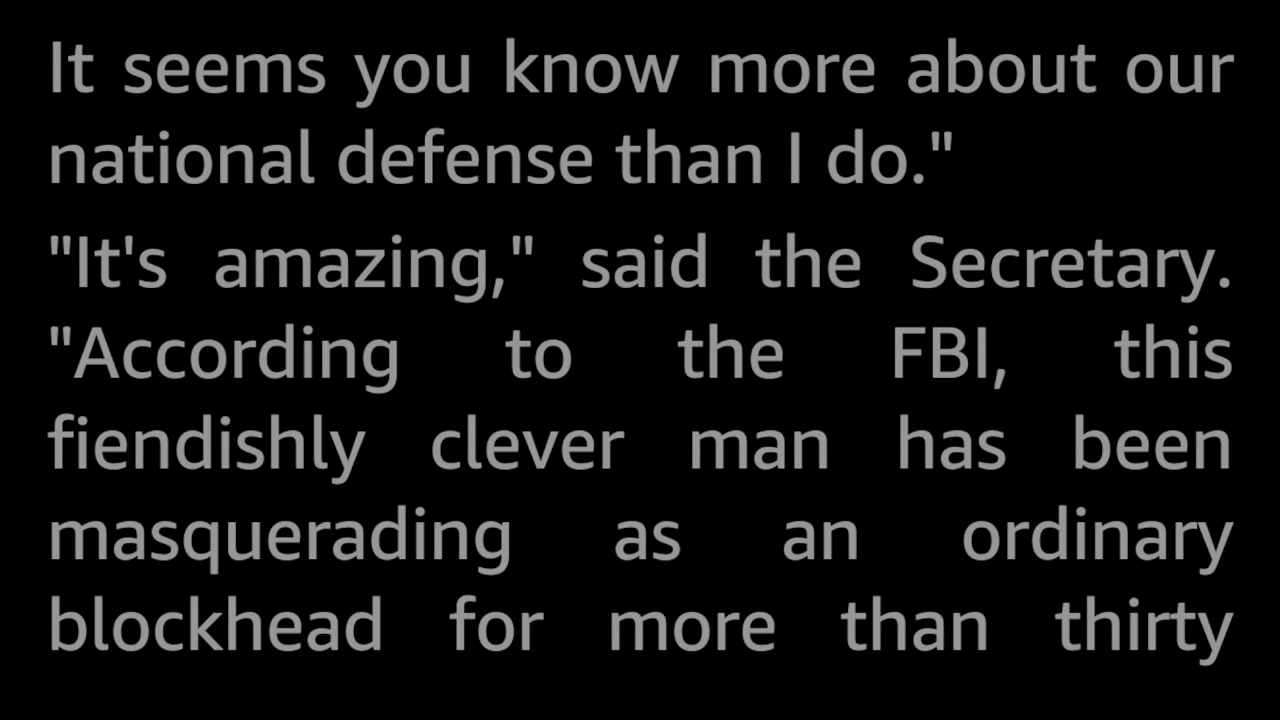 It seems you know more about our
national defense than I do."
"It's amazing," said the Secretary.
"According to the FBI, this
fiendishly clever man has been
masquerading as an ordinary
blockhead for more than thirty